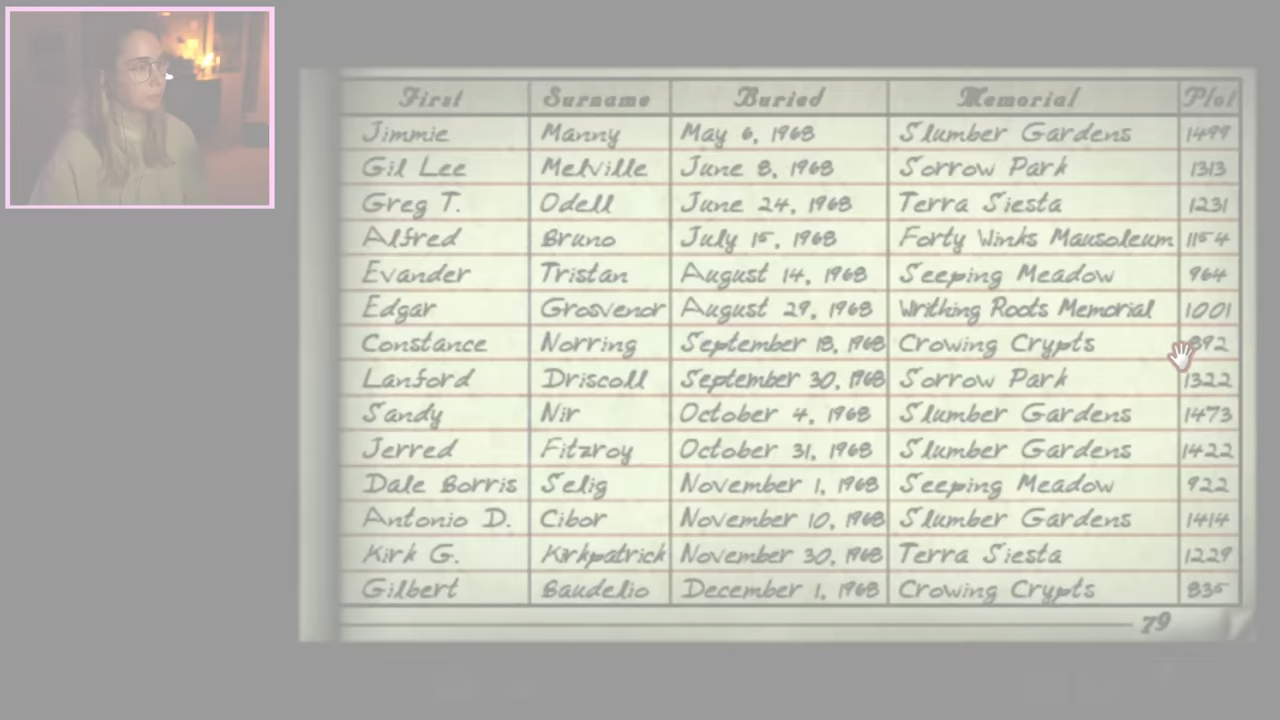 First Surname Buried Memorial Plot
Jimmie Manny May 6, 1968 Slumber Gardens 1499
Gil Lee Melville June 8, 1968 Sorrow Park 1313
Greg T. Odell June 24, 1968 Terra Siesta 1231
Alfred Bruno July 15, 1968 Forty Winks Mausoleum 1154
Evander Tristan August 14, 1968 Seeping Meadow 964
Edgar Grosvenor August 29, 1968 Writhing Roots Memorial 1001
Constance Norring September 18, 1968 Crowing Crypts 892
Lanford Driscoll September 30, 1968 Sorrow Park 1322
Sandy Nir October 4, 1968 Slumber Gardens 1473
Jerred Fitzroy October 31, 1968 Slumber Gardens 1422
Dale Borris Selig November 1, 1968 Seeping Meadow 922
Antonio D. Cibor November 10, 1968 Slumber Gardens 1414
Kirk G. Kirkpatrick November 30, 1968 Terra Siesta 1229
Gilbert Baudelio December 1, 1968 Crowing Crypts 835
79